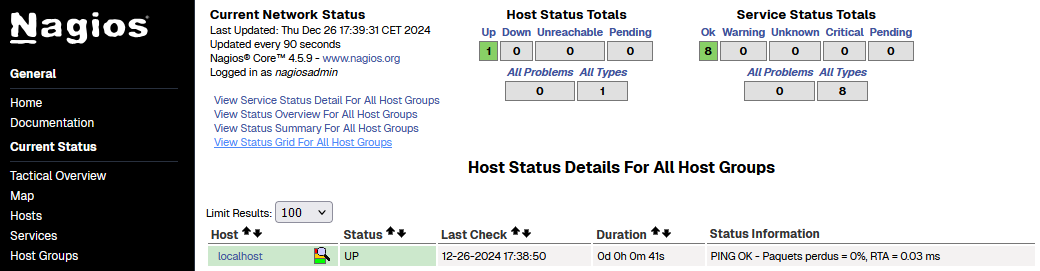 Nagios®
General
Home
Documentation
Current Status
Tactical Overview
Map
Hosts
Services
Host Groups
Current Network Status
Last Updated: Thu Dec 26 17:39:31 CET 2024
Updated every 90 seconds
Nagios® Core™ 4.5.9 - www.nagios.org
Logged in as nagiosadmin
View Service Status Detail For All Host Groups
View Status Overview For All Host Groups
View Status Summary For All Host Groups
View Status Grid For All Host Groups
Host Status Totals
Up Down Unreachable Pending
1 0 0 0
All Problems All Types
0 1
Service Status Totals
Ok Warning Unknown Critical Pending
8 0 0 0 0
All Problems All Types
0 8
Host Status Details For All Host Groups
Limit Results: 100
Host Status Last Check Duration Status Information
localhost UP 12-26-2024 17:38:50 0d 0h 0m 41s PING OK - Paquets perdus = 0%, RTA = 0.03 ms